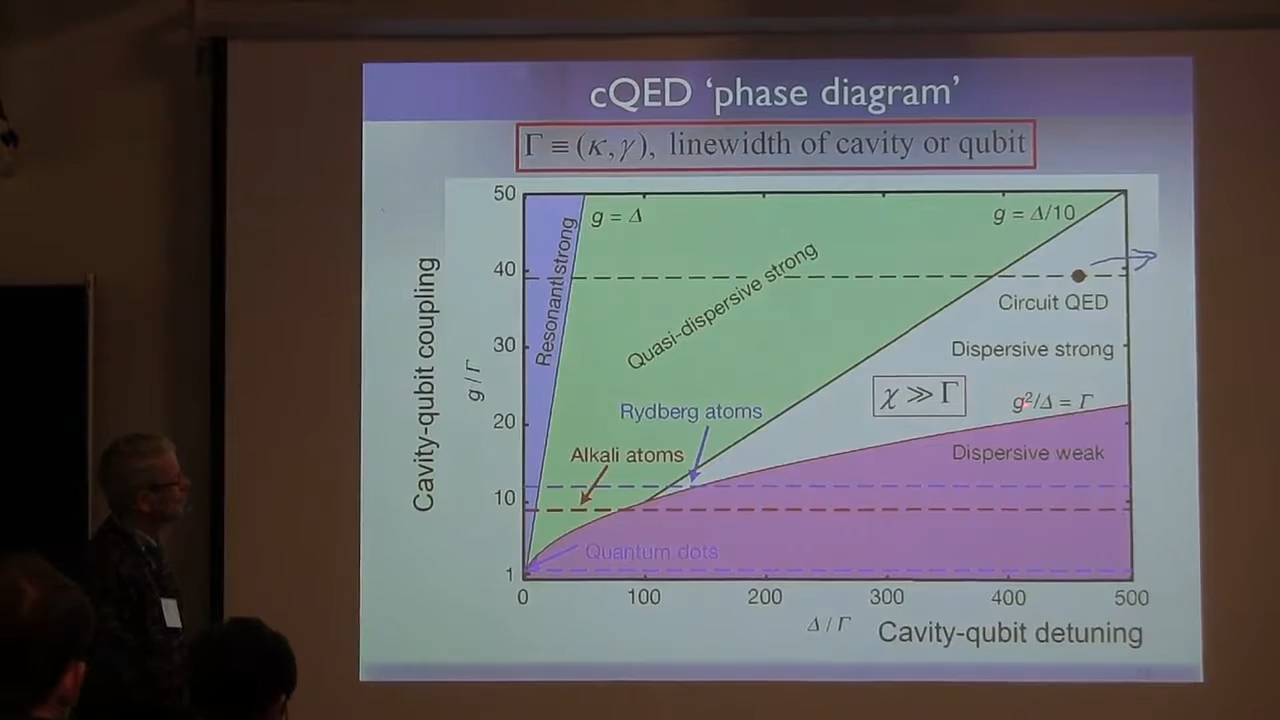 cQED ‘phase diagram’
Γ ≡ (κ,γ), linewidth of cavity or qubit
50
g = Δ
g = Δ/10
Resonant strong
Quasi-dispersive strong
40
Circuit QED
30
Dispersive strong
χ ≫ Γ
g²/Δ = Γ
Cavity-qubit coupling
g / Γ
20
Rydberg atoms
Alkali atoms
Dispersive weak
10
Quantum dots
1
0 100 200 300 400 500
Δ / Γ Cavity-qubit detuning